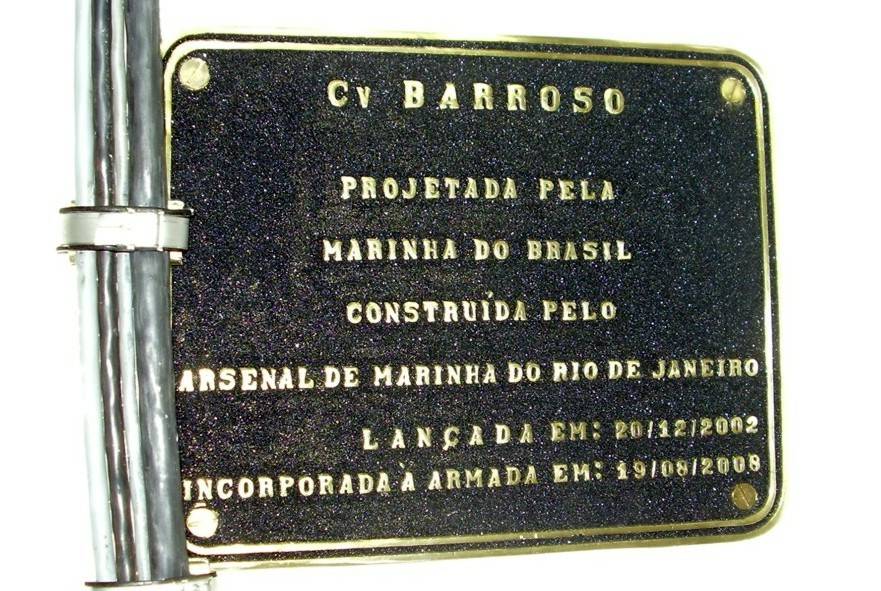 Cv BARROSO
PROJETADA PELA
MARINHA DO BRASIL
CONSTRUÍDA PELO
ARSENAL DE MARINHA DO RIO DE JANEIRO
LANÇADA EM: 20/12/2002
INCORPORADA À ARMADA EM: 19/08/2008